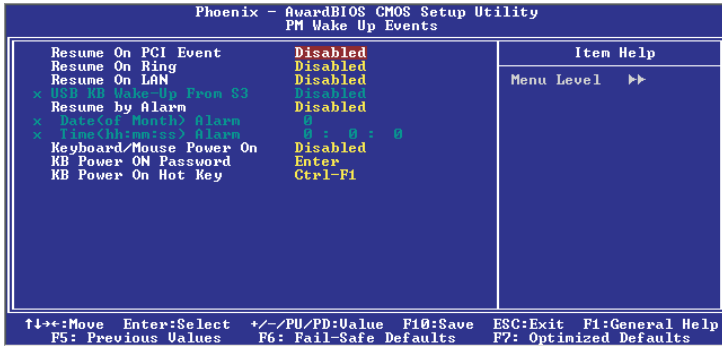 Phoenix - AwardBIOS CMOS Setup Utility
PM Wake Up Events
Resume On PCI Event Disabled
Resume On Ring Disabled
Resume On LAN Disabled
x USB KB Wake-Up From S3 Disabled
Resume by Alarm Disabled
x Date(of Month) Alarm 0
x Time(hh:mm:ss) Alarm 0 : 0 : 0
Keyboard/Mouse Power On Disabled
KB Power ON Password Enter
KB Power On Hot Key Ctrl-F1
Item Help
Menu Level ▸▸
↑↓→←:Move Enter:Select +/-/PU/PD:Value F10:Save ESC:Exit F1:General Help
F5: Previous Values F6: Fail-Safe Defaults F7: Optimized Defaults